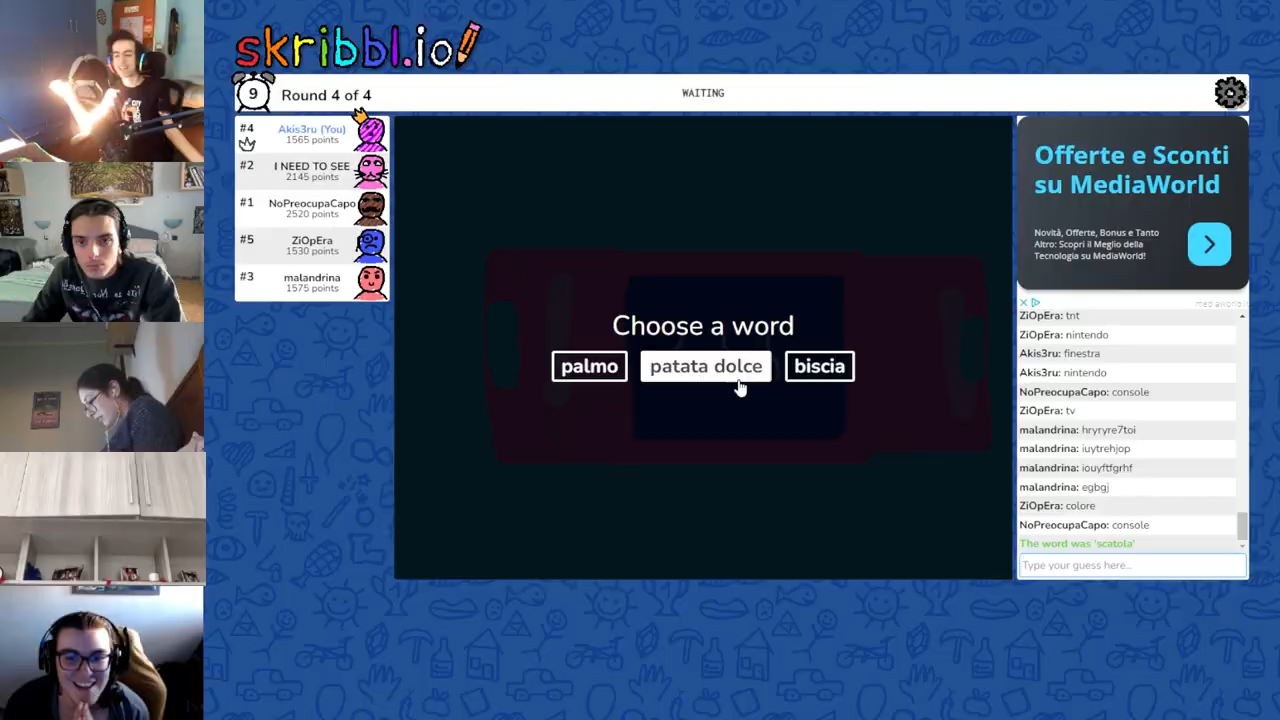 skribbl.io
9
Round 4 of 4
WAITING
#4
Akis3ru (You)
1565 points
#2
I NEED TO SEE
2145 points
#1
NoPreocupaCapo
2520 points
#5
ZiOpEra
1530 points
#3
malandrina
1575 points
Choose a word
palmo
patata dolce
biscia
Offerte e Sconti
su MediaWorld
Novità, Offerte, Bonus e Tanto
Altro: Scopri il Meglio della
Tecnologia su MediaWorld!
ZiOpEra: tnt
ZiOpEra: nintendo
Akis3ru: finestra
Akis3ru: nintendo
NoPreocupaCapo: console
ZiOpEra: tv
malandrina: hryryre7toi
malandrina: iuytrehjop
malandrina: iouyftfgrhf
malandrina: egbgj
ZiOpEra: colore
NoPreocupaCapo: console
The word was 'scatola'
Type your guess here...